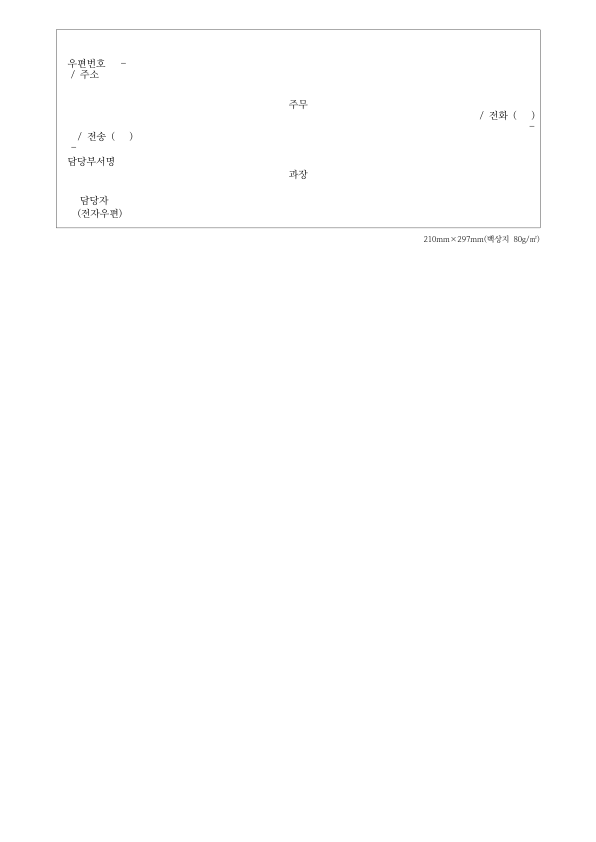 우편번호 –
/ 주소
주무
/ 전화 ( )
–
/ 전송 ( )
–
담당부서명
과장
담당자
(전자우편)
210mm×297mm(백상지 80g/㎡)